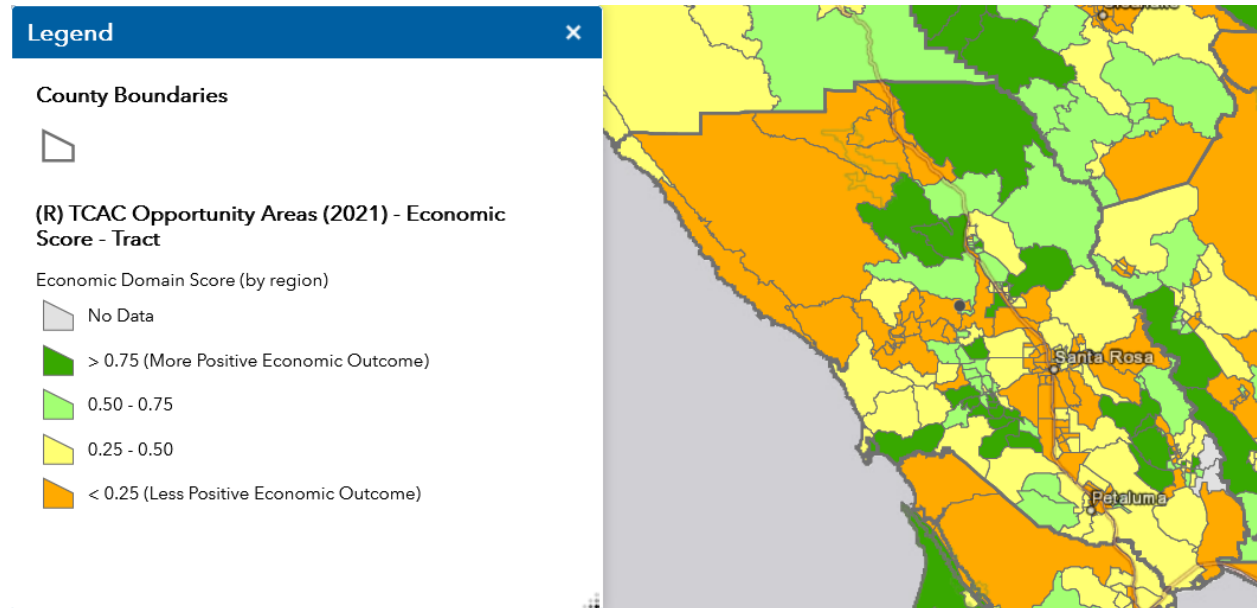 Legend
County Boundaries
(R) TCAC Opportunity Areas (2021) - Economic
Score - Tract
Economic Domain Score (by region)
No Data
> 0.75 (More Positive Economic Outcome)
0.50 - 0.75
0.25 - 0.50
< 0.25 (Less Positive Economic Outcome)
Santa Rosa
Petaluma